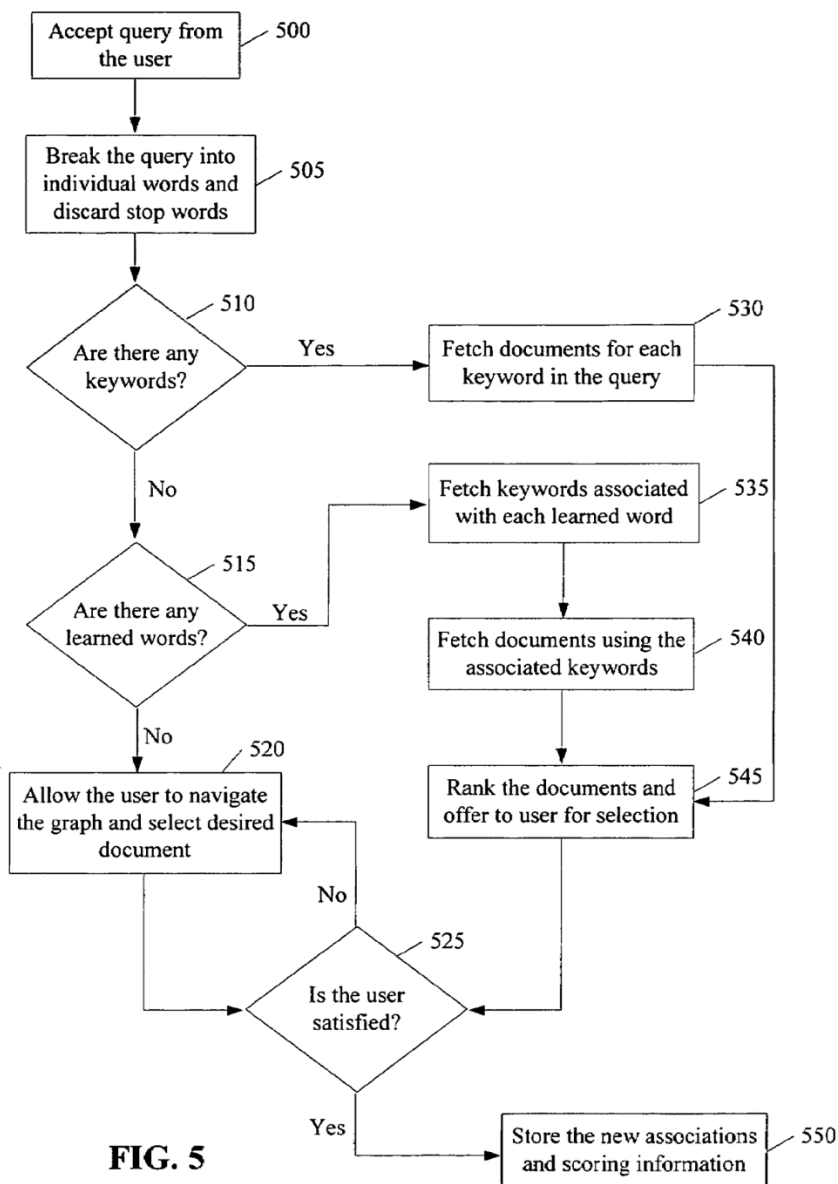 Accept query from
the user
500
Break the query into
individual words and
discard stop words
505
510
Are there any
keywords?
Yes
530
Fetch documents for each
keyword in the query
No
Fetch keywords associated
with each learned word
535
515
Are there any
learned words?
Yes
Fetch documents using the
associated keywords
540
No
520
Allow the user to navigate
the graph and select desired
document
Rank the documents and
offer to user for selection
545
No
525
Is the user
satisfied?
Yes
Store the new associations
and scoring information
550
FIG. 5